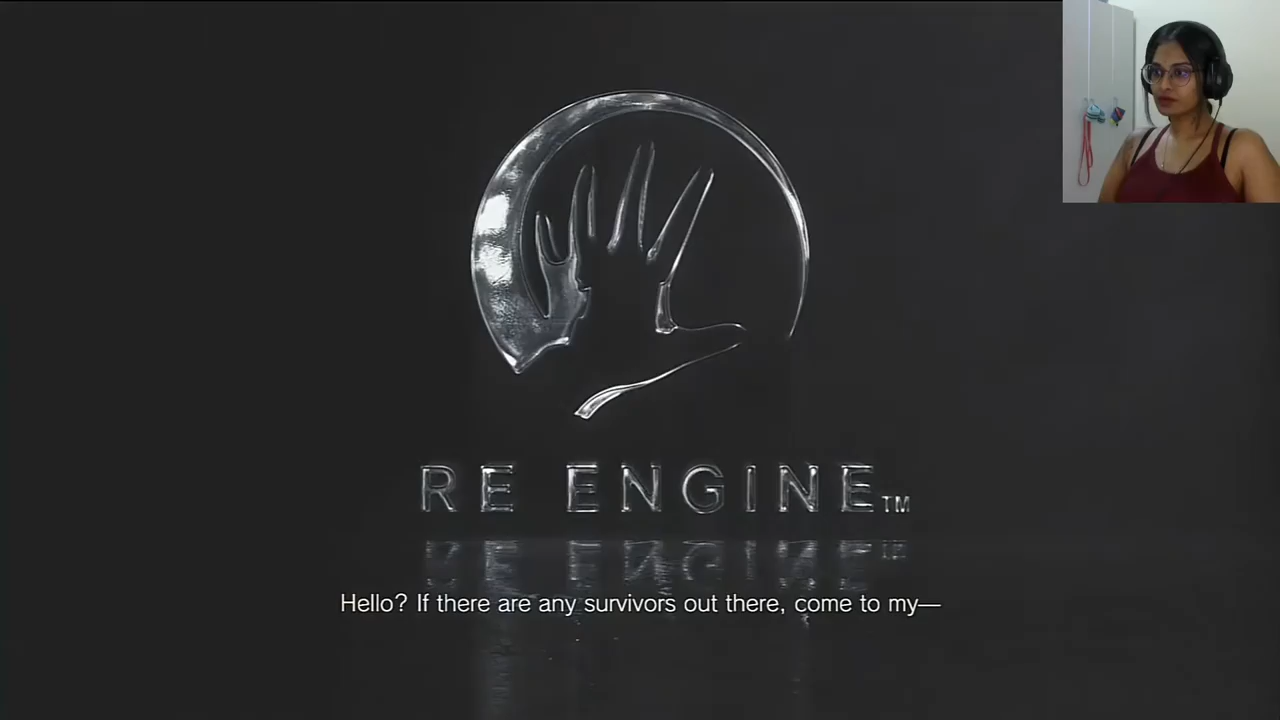 RE ENGINE™
Hello? If there are any survivors out there, come to my—